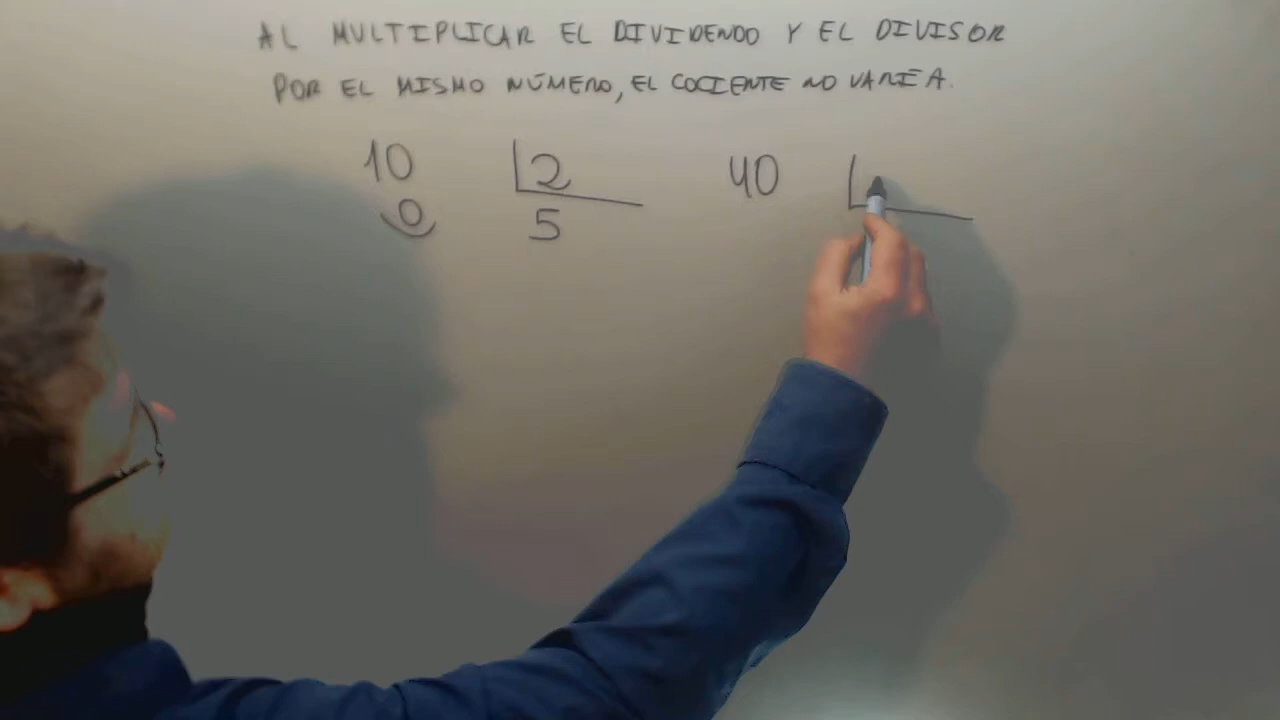 AL MULTIPLICAR EL DIVIDENDO Y EL DIVISOR
POR EL MISMO NÚMERO, EL COCIENTE NO VARÍA.
10 2 40
0 5